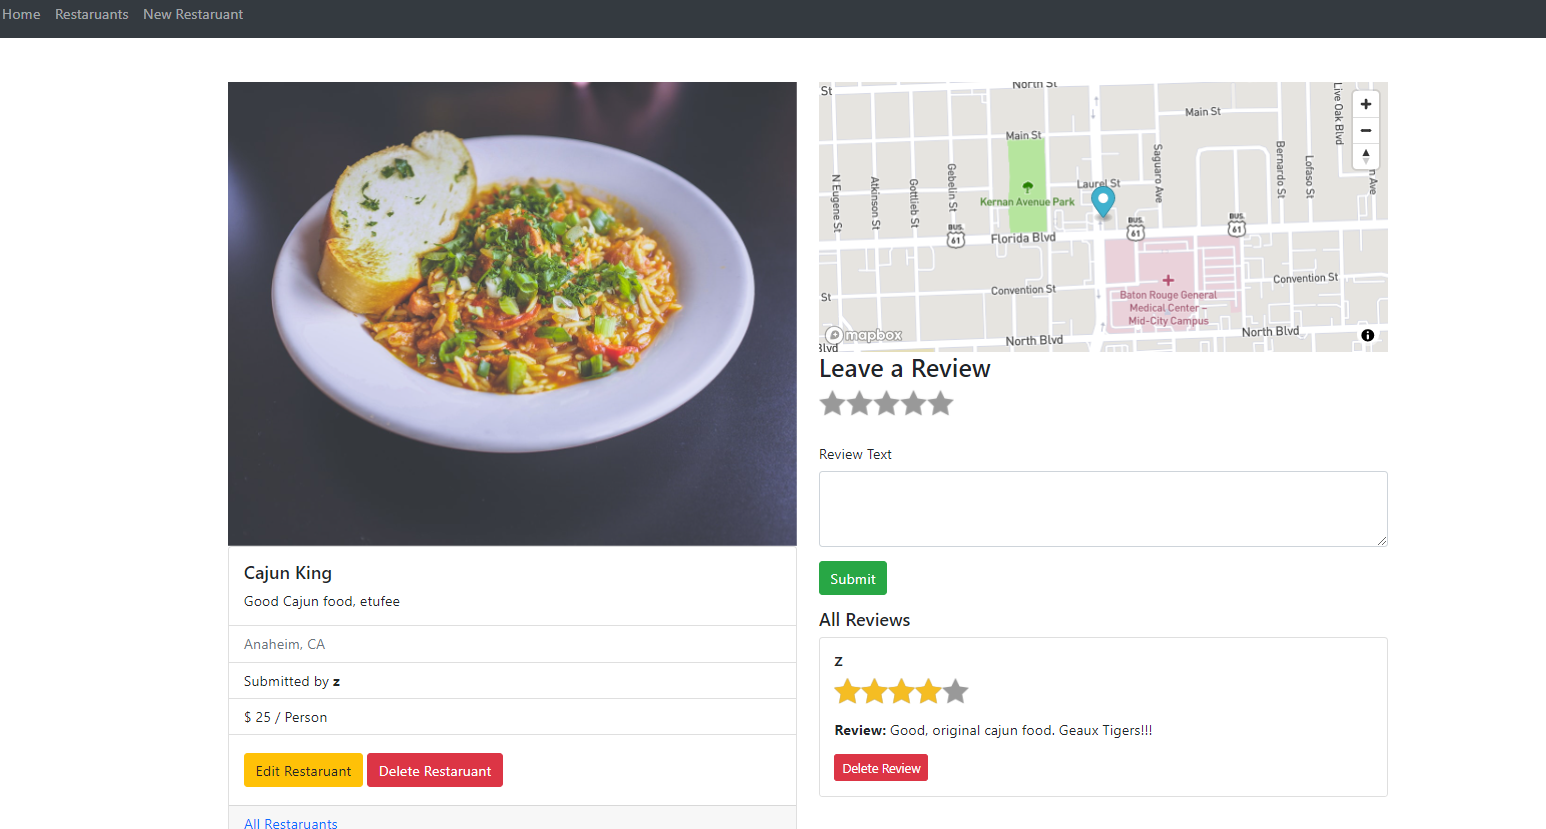 Home Restaruants New Restaruant
Cajun King
Good Cajun food, etufee
Anaheim, CA
Submitted by z
$ 25 / Person
Edit Restaruant Delete Restaruant
All Restaruants
St
North St
Main St
Main St
Live Oak Blvd
N Eugene St
Atkinson St
Gottlieb St
Gebelin St
Saguaro Ave
Bernardo St
Lofaso St
n Ave
Laurel St
Kernan Avenue Park
BUS.
61
BUS.
61
BUS.
61
Florida Blvd
Convention St
Convention St
St
Baton Rouge General
Medical Center –
Mid-City Campus
North Blvd
North Blvd
Blvd
mapbox
Leave a Review
Review Text
Submit
All Reviews
z
Review: Good, original cajun food. Geaux Tigers!!!
Delete Review